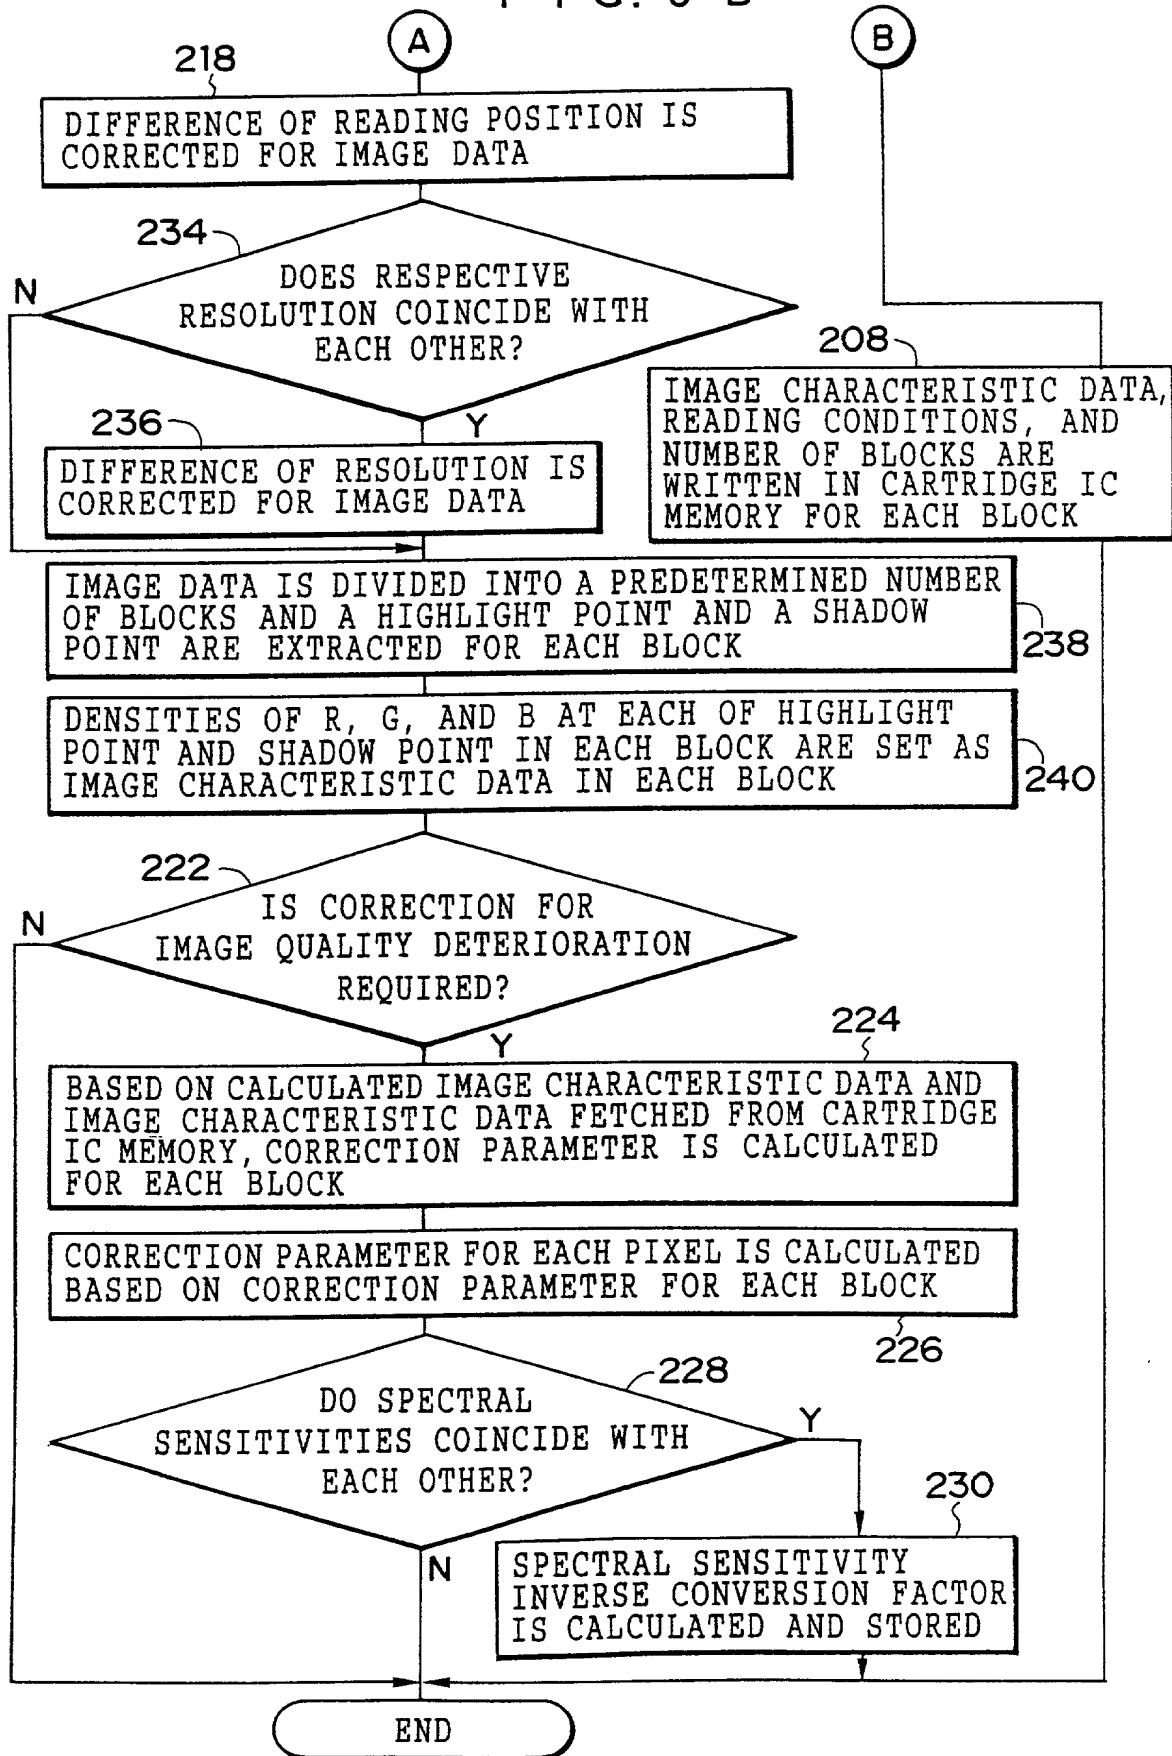 A
B
218
DIFFERENCE OF READING POSITION IS
CORRECTED FOR IMAGE DATA
234
N
DOES RESPECTIVE
RESOLUTION COINCIDE WITH
EACH OTHER?
Y
208
IMAGE CHARACTERISTIC DATA,
READING CONDITIONS, AND
NUMBER OF BLOCKS ARE
WRITTEN IN CARTRIDGE IC
MEMORY FOR EACH BLOCK
236
DIFFERENCE OF RESOLUTION IS
CORRECTED FOR IMAGE DATA
IMAGE DATA IS DIVIDED INTO A PREDETERMINED NUMBER
OF BLOCKS AND A HIGHLIGHT POINT AND A SHADOW
POINT ARE EXTRACTED FOR EACH BLOCK
238
DENSITIES OF R, G, AND B AT EACH OF HIGHLIGHT
POINT AND SHADOW POINT IN EACH BLOCK ARE SET AS
IMAGE CHARACTERISTIC DATA IN EACH BLOCK
240
222
N
IS CORRECTION FOR
IMAGE QUALITY DETERIORATION
REQUIRED?
Y
224
BASED ON CALCULATED IMAGE CHARACTERISTIC DATA AND
IMAGE CHARACTERISTIC DATA FETCHED FROM CARTRIDGE
IC MEMORY, CORRECTION PARAMETER IS CALCULATED
FOR EACH BLOCK
CORRECTION PARAMETER FOR EACH PIXEL IS CALCULATED
BASED ON CORRECTION PARAMETER FOR EACH BLOCK
226
228
DO SPECTRAL
SENSITIVITIES COINCIDE WITH
EACH OTHER?
Y
N
230
SPECTRAL SENSITIVITY
INVERSE CONVERSION FACTOR
IS CALCULATED AND STORED
END